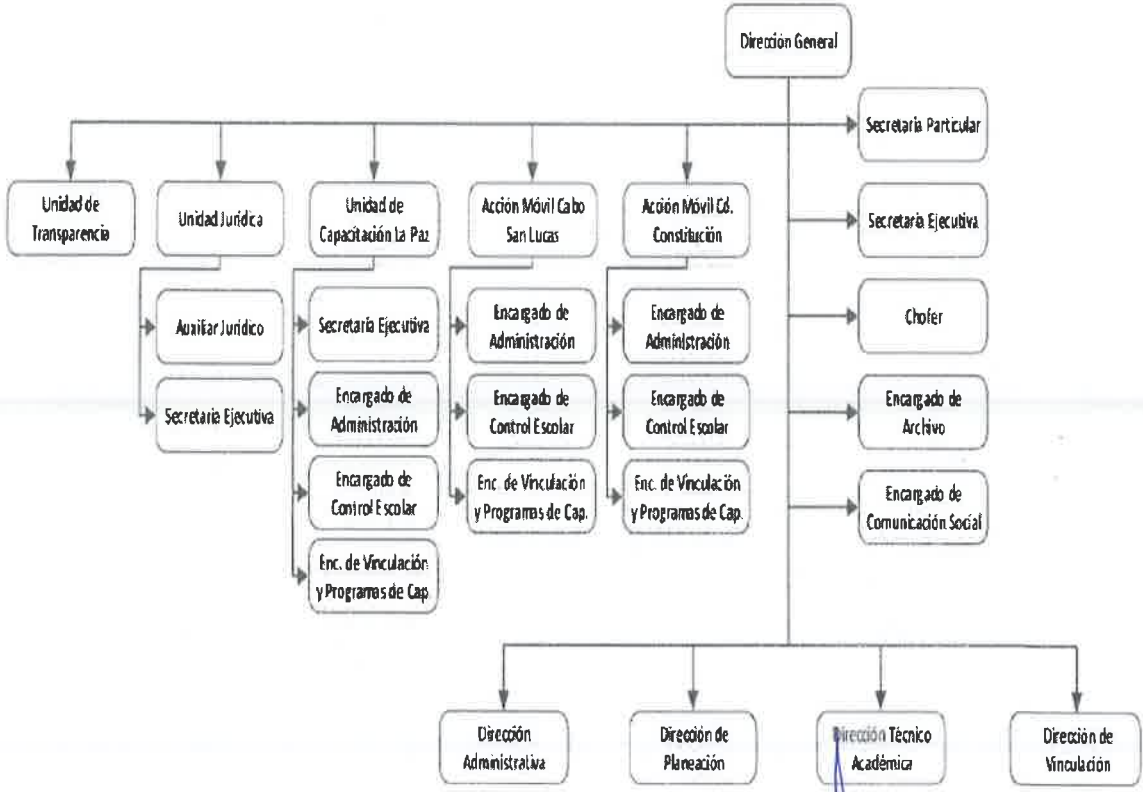 Dirección General
Secretaría Particular
Unidad de
Transparencia
Unidad Jurídica
Unidad de
Capacitación La Paz
Acción Móvil Cabo
San Lucas
Acción Móvil Cd.
Constitución
Secretaría Ejecutiva
Auxiliar Jurídico
Secretaría Ejecutiva
Encargado de
Administración
Encargado de
Administración
Chofer
Secretaría Ejecutiva
Encargado de
Administración
Encargado de
Control Escolar
Encargado de
Control Escolar
Encargado de
Archivo
Encargado de
Control Escolar
Enc. de Vinculación
y Programas de Cap.
Enc. de Vinculación
y Programas de Cap.
Encargado de
Comunicación Social
Enc. de Vinculación
y Programas de Cap.
Dirección
Administrativa
Dirección de
Planeación
Dirección Técnico
Académica
Dirección de
Vinculación